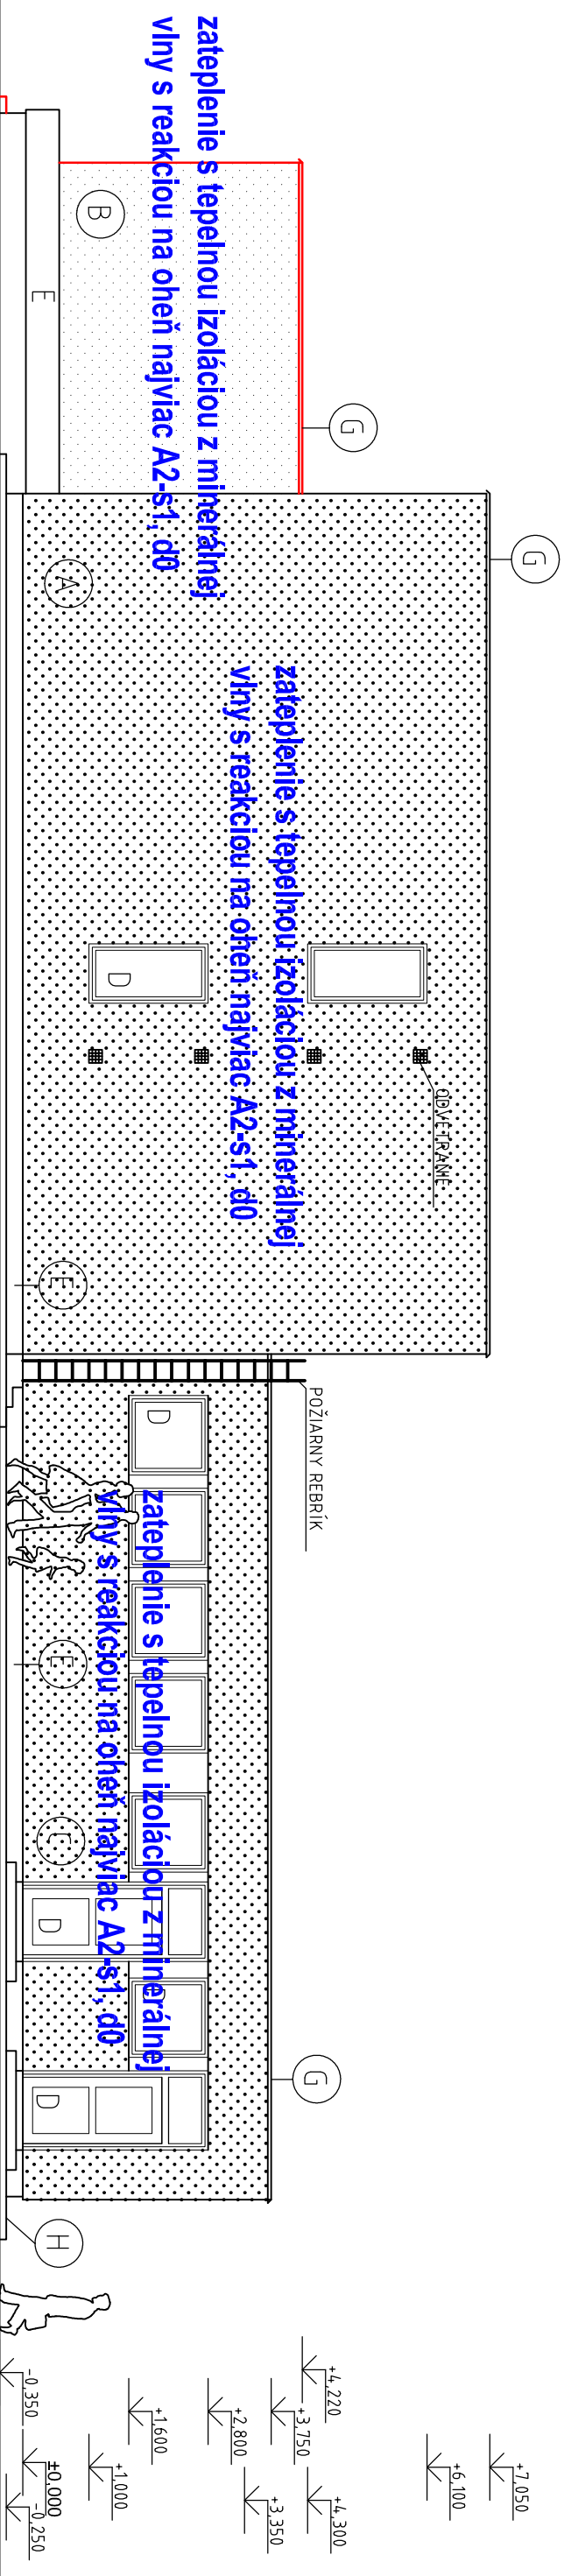 zateplenie s tepelnou izoláciou z minerálnej
vlny s reakciou na oheň najviac A2-s1, d0
B
E
G
G
A
zateplenie s tepelnou izoláciou z minerálnej
vlny s reakciou na oheň najviac A2-s1, d0
D
ODVETRANIE
E
POŽIARNY REBRÍK
D
zateplenie s tepelnou izoláciou z minerálnej
vlny s reakciou na oheň najviac A2-s1, d0
E
C
D
D
D
G
H
+7,050
+6,100
+4,220
+4,300
+3,750
+3,350
+2,800
+1,600
+1,000
±0,000
-0,250
-0,350